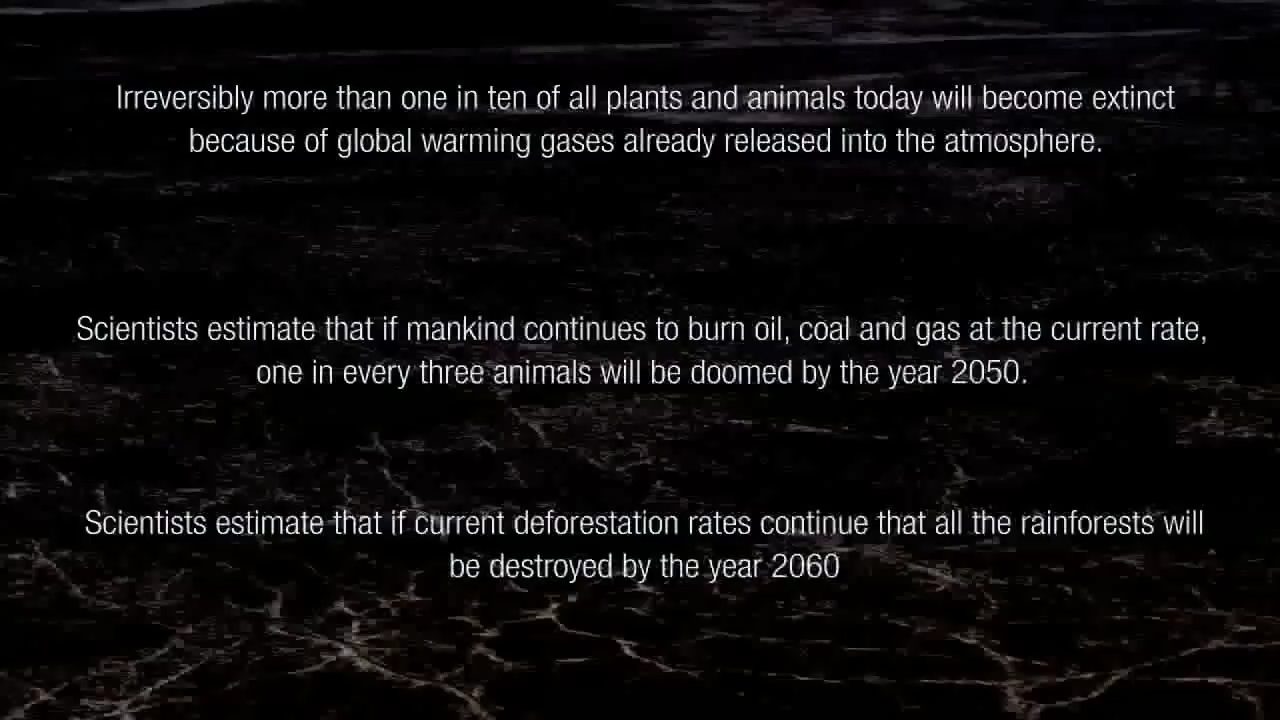 Irreversibly more than one in ten of all plants and animals today will become extinct
because of global warming gases already released into the atmosphere.
Scientists estimate that if mankind continues to burn oil, coal and gas at the current rate,
one in every three animals will be doomed by the year 2050.
Scientists estimate that if current deforestation rates continue that all the rainforests will
be destroyed by the year 2060